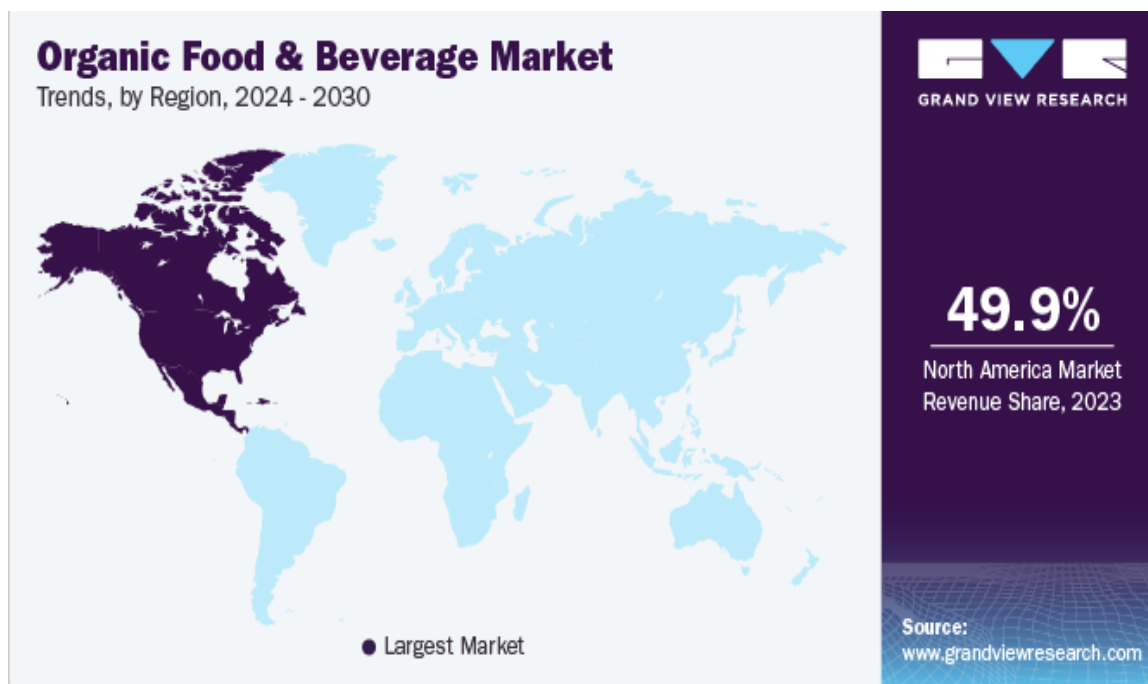 Organic Food & Beverage Market
Trends, by Region, 2024 - 2030
GRAND VIEW RESEARCH
49.9%
North America Market
Revenue Share, 2023
Largest Market
Source:
www.grandviewresearch.com